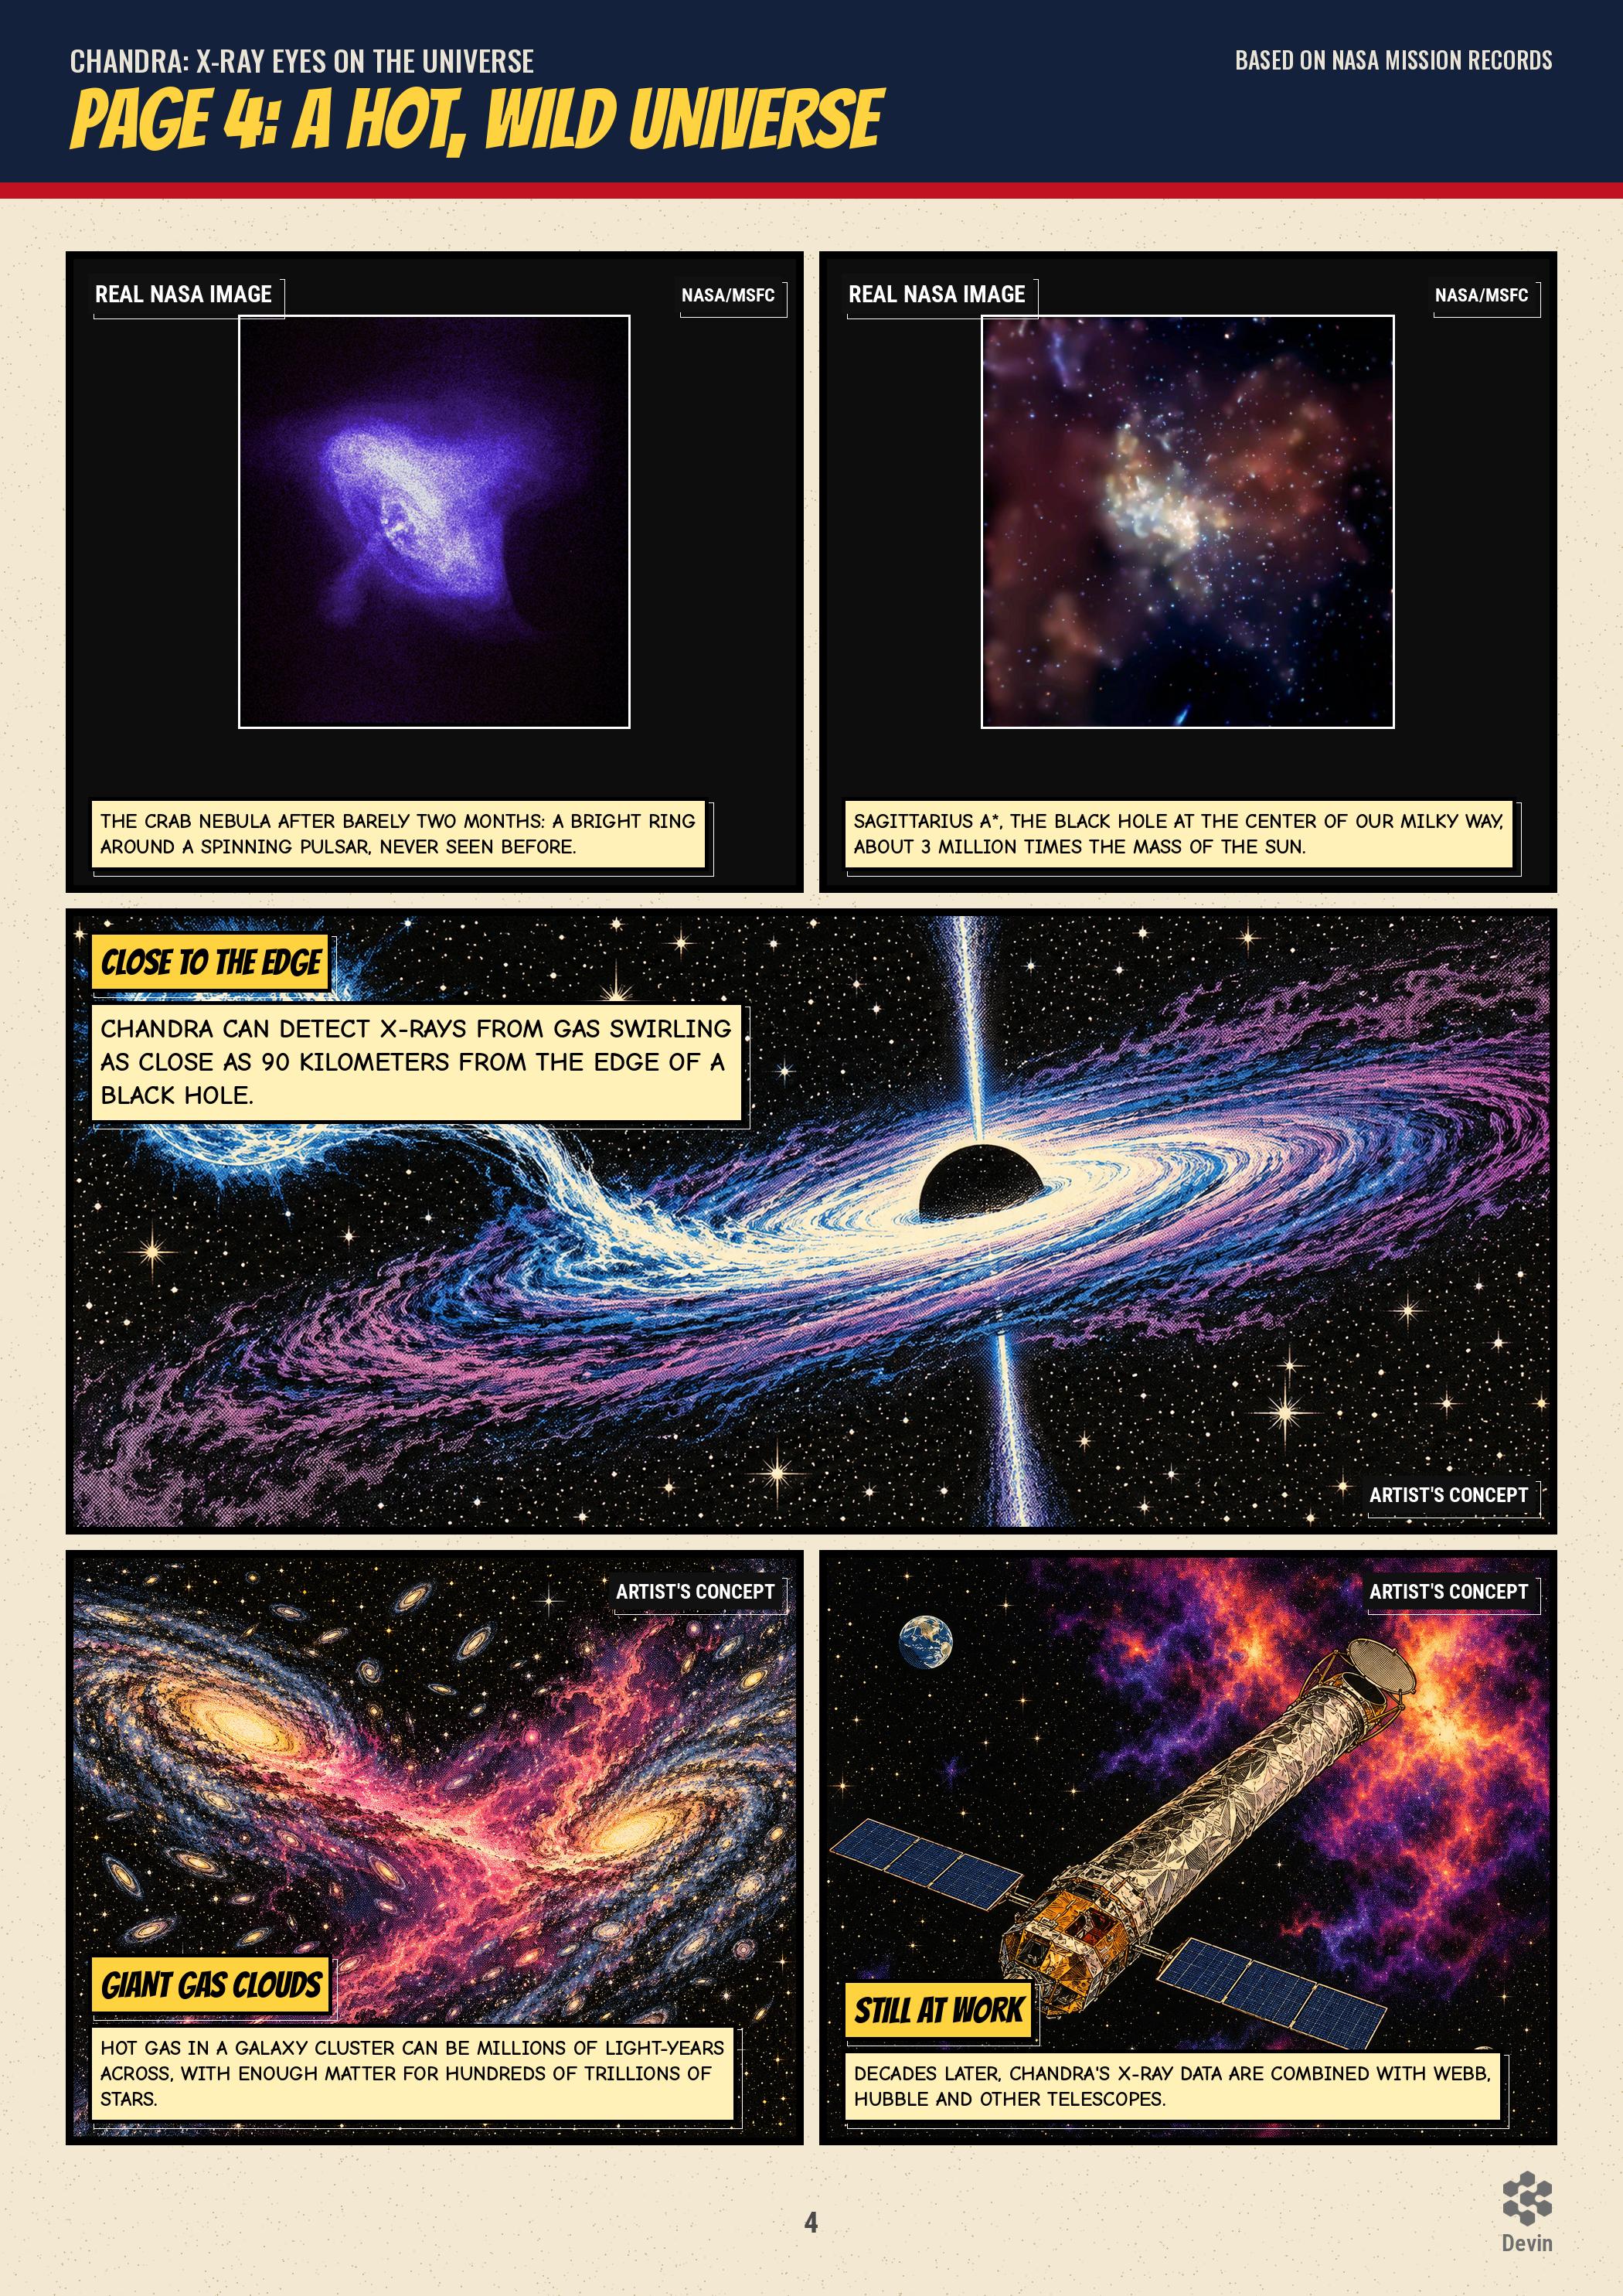 CHANDRA: X-RAY EYES ON THE UNIVERSE
BASED ON NASA MISSION RECORDS
PAGE 4: A HOT, WILD UNIVERSE
REAL NASA IMAGE
NASA/MSFC
THE CRAB NEBULA AFTER BARELY TWO MONTHS: A BRIGHT RING
AROUND A SPINNING PULSAR, NEVER SEEN BEFORE.
REAL NASA IMAGE
NASA/MSFC
SAGITTARIUS A*, THE BLACK HOLE AT THE CENTER OF OUR MILKY WAY,
ABOUT 3 MILLION TIMES THE MASS OF THE SUN.
CLOSE TO THE EDGE
CHANDRA CAN DETECT X-RAYS FROM GAS SWIRLING
AS CLOSE AS 90 KILOMETERS FROM THE EDGE OF A
BLACK HOLE.
ARTIST'S CONCEPT
ARTIST'S CONCEPT
GIANT GAS CLOUDS
HOT GAS IN A GALAXY CLUSTER CAN BE MILLIONS OF LIGHT-YEARS
ACROSS, WITH ENOUGH MATTER FOR HUNDREDS OF TRILLIONS OF
STARS.
ARTIST'S CONCEPT
STILL AT WORK
DECADES LATER, CHANDRA'S X-RAY DATA ARE COMBINED WITH WEBB,
HUBBLE AND OTHER TELESCOPES.
4
Devin